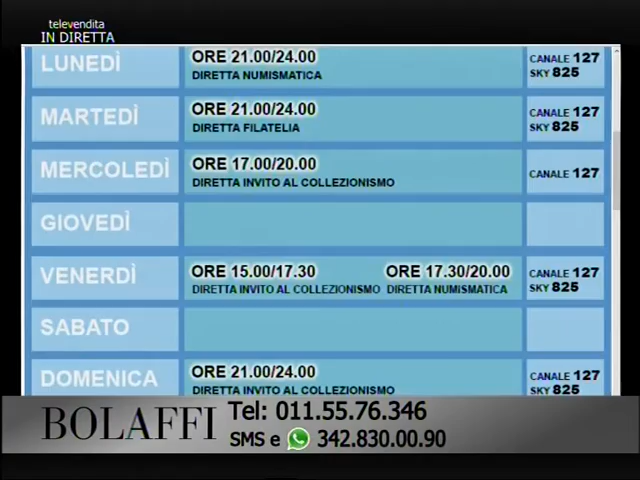 televendita
IN DIRETTA
LUNEDÌ
ORE 21.00/24.00
DIRETTA NUMISMATICA
CANALE 127
SKY 825
MARTEDÌ
ORE 21.00/24.00
DIRETTA FILATELIA
CANALE 127
SKY 825
MERCOLEDÌ
ORE 17.00/20.00
DIRETTA INVITO AL COLLEZIONISMO
CANALE 127
GIOVEDÌ
VENERDÌ
ORE 15.00/17.30
DIRETTA INVITO AL COLLEZIONISMO
ORE 17.30/20.00
DIRETTA NUMISMATICA
CANALE 127
SKY 825
SABATO
DOMENICA
ORE 21.00/24.00
DIRETTA INVITO AL COLLEZIONISMO
CANALE 127
SKY 825
BOLAFFI
Tel: 011.55.76.346
SMS e 342.830.00.90